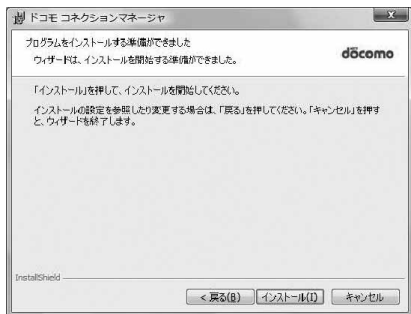 ドコモ コネクションマネージャ
プログラムをインストールする準備ができました
ウィザードは、インストールを開始する準備ができました。
döcomo
「インストール」を押して、インストールを開始してください。
インストールの設定を参照したり変更する場合は、「戻る」を押してください。「キャンセル」を押す
と、ウィザードを終了します。
InstallShield
< 戻る(B)
インストール(I)
キャンセル